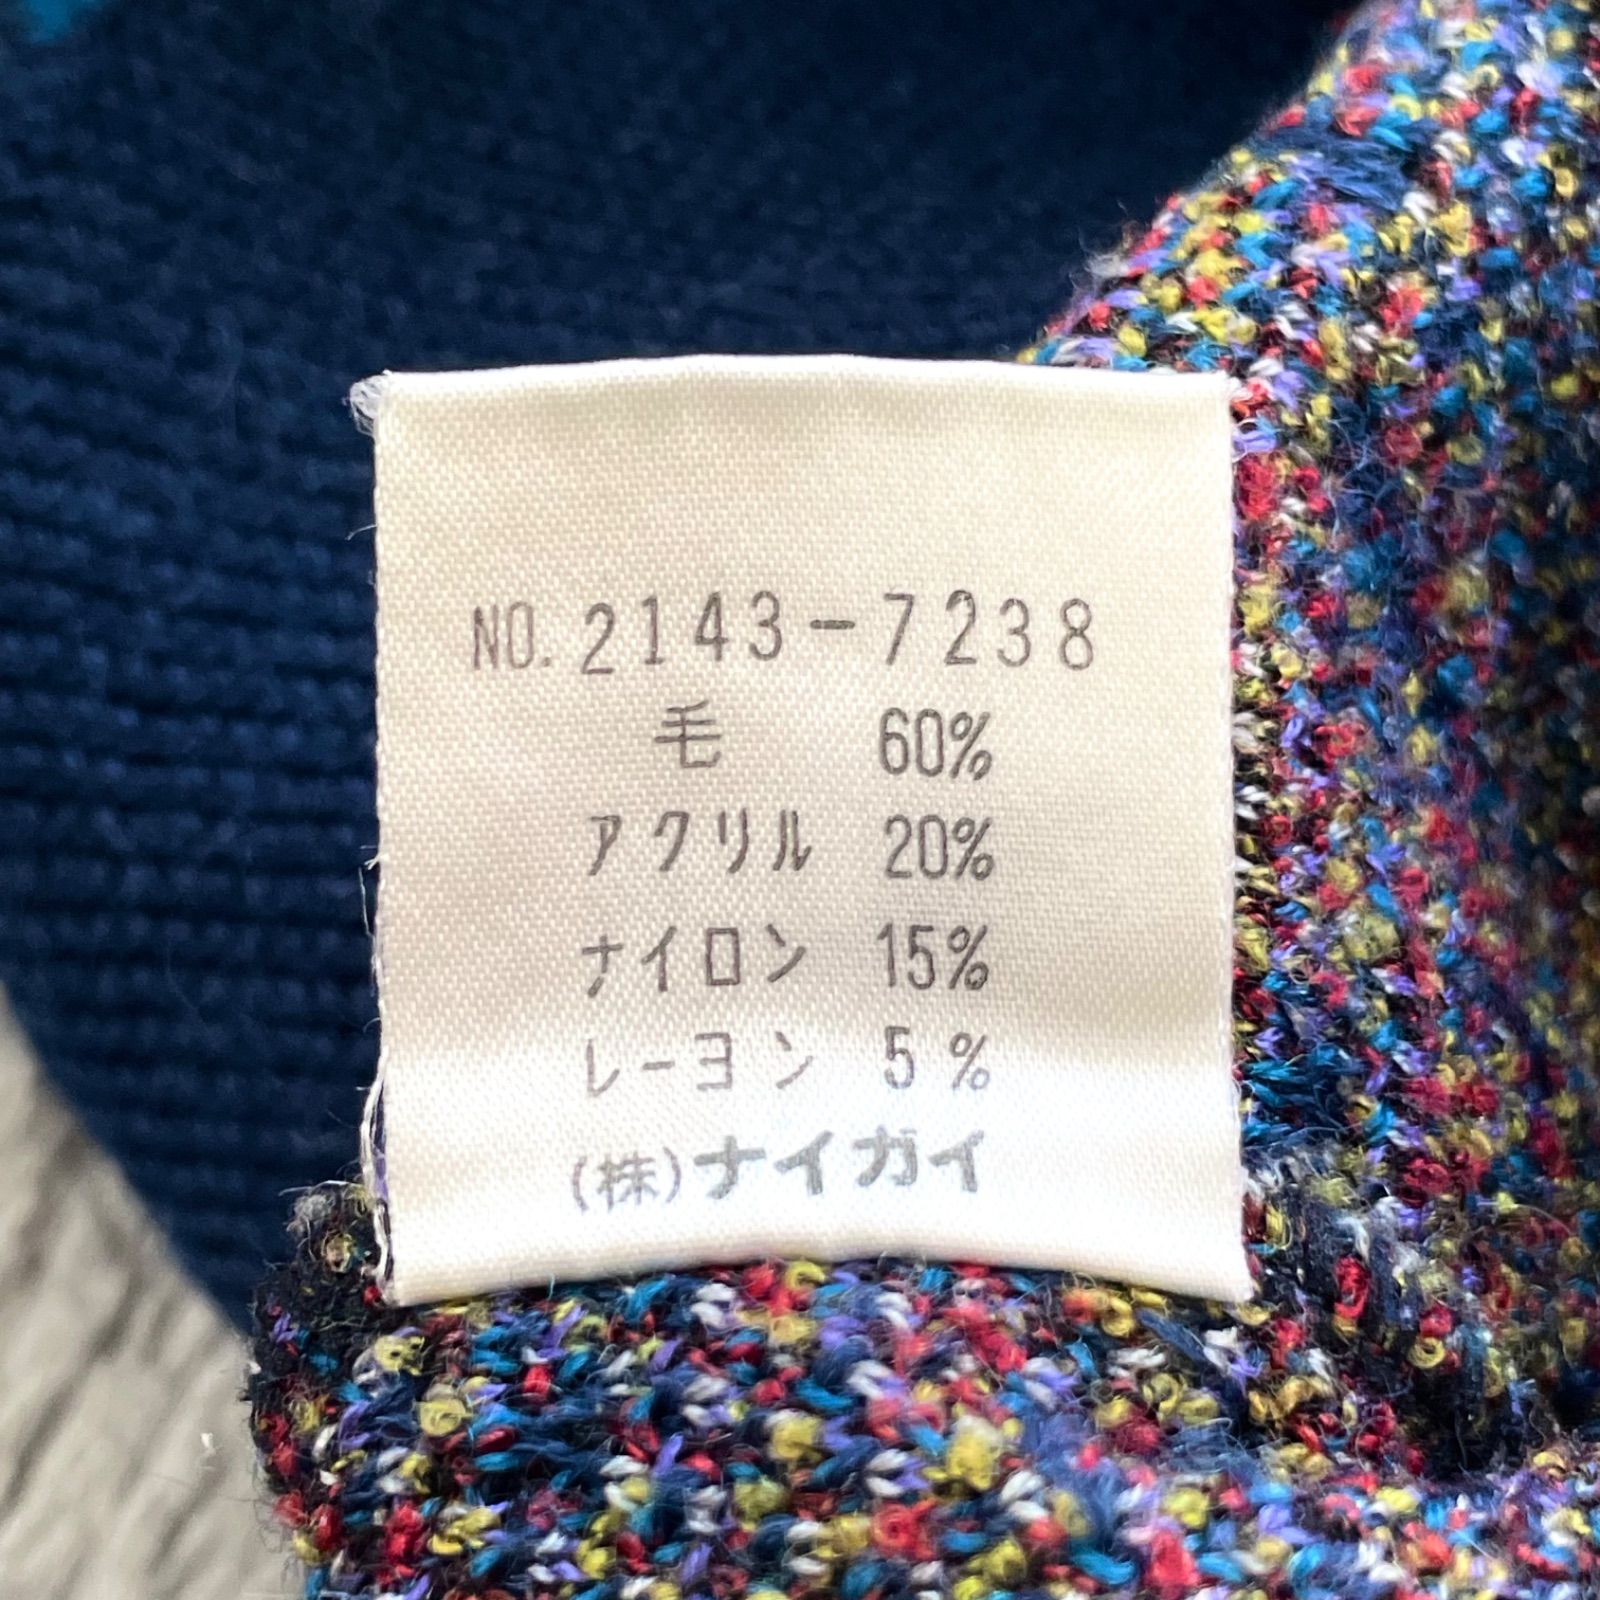 NO.2143-7238
毛 60%
アクリル 20%
ナイロン 15%
レーヨン 5%
(株)ナイガイ